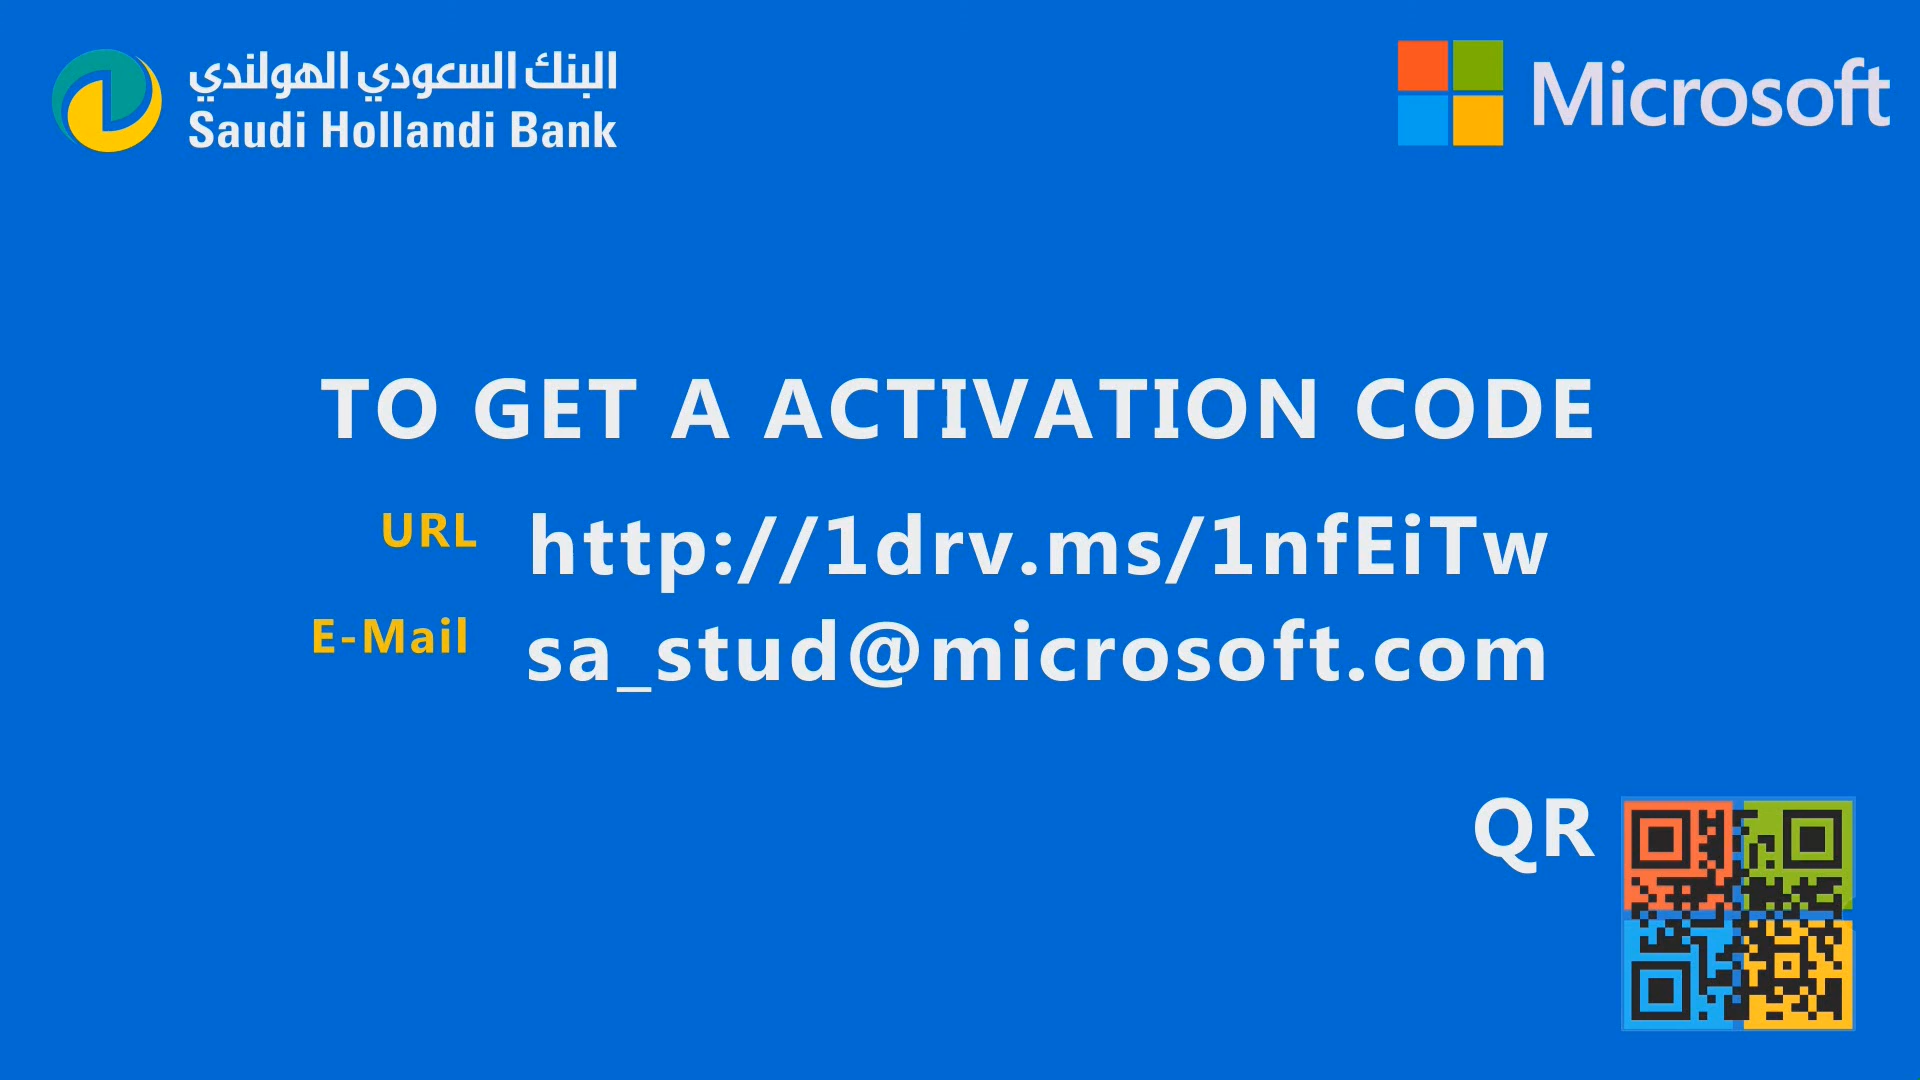 البنك السعودي الهولندي
Saudi Hollandi Bank
Microsoft
TO GET A ACTIVATION CODE
URL http://1drv.ms/1nfEiTw
E-Mail sa_stud@microsoft.com
QR